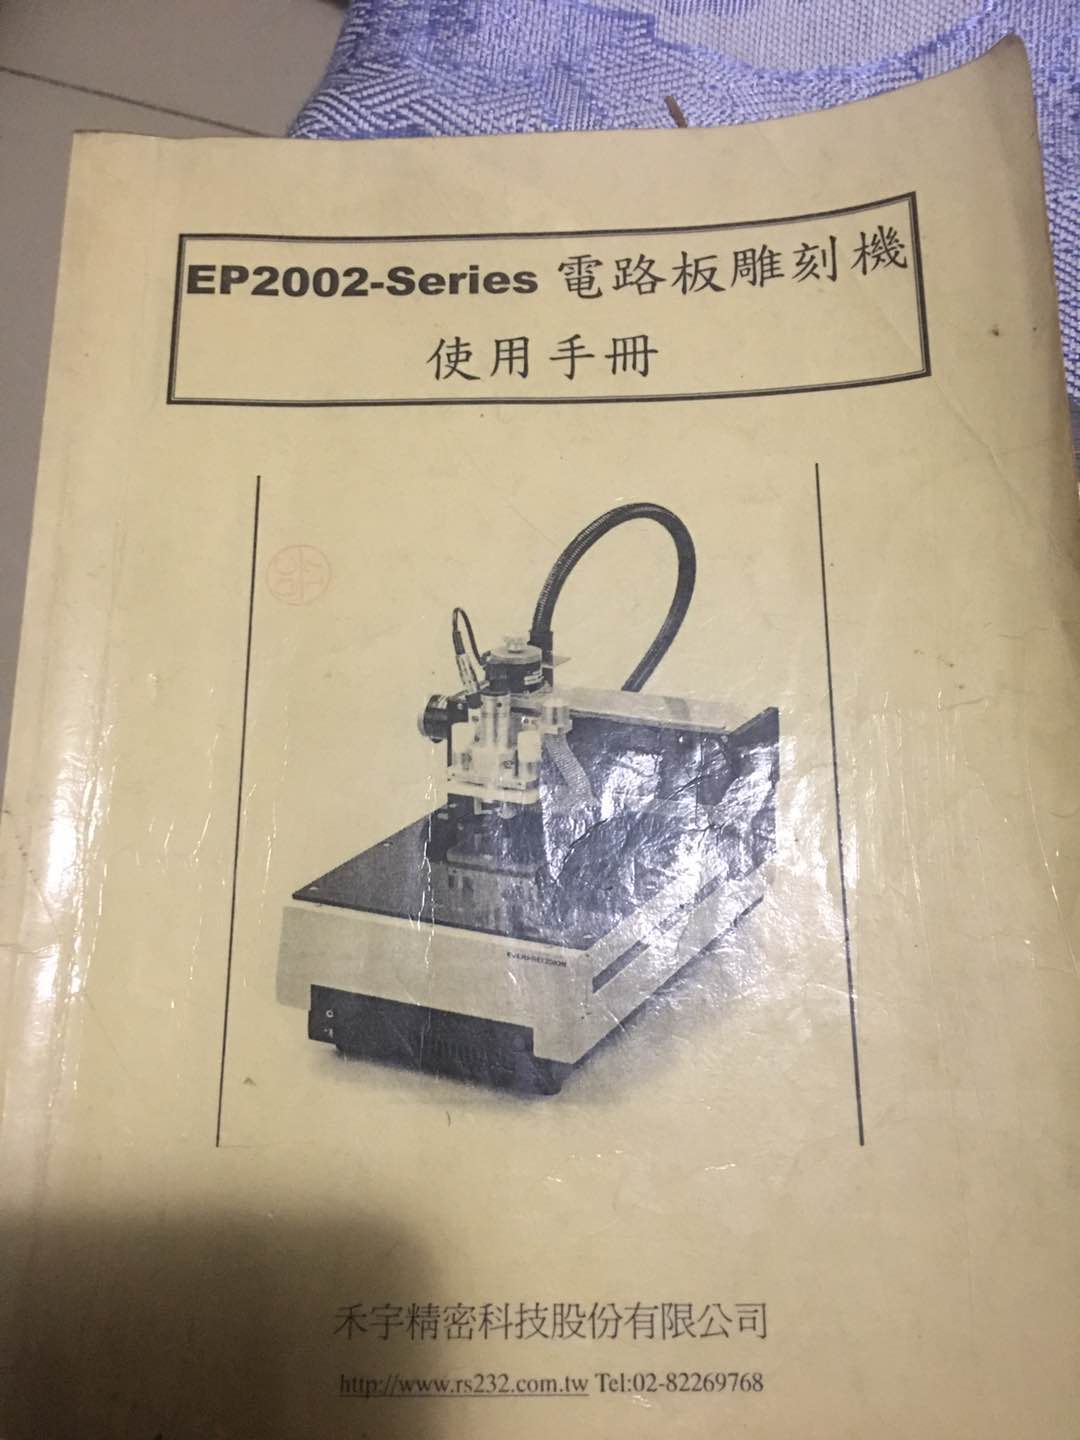 EP2002-Series 電路板雕刻機
使用手冊
禾宇精密科技股份有限公司
http://www.rs232.com.tw Tel:02-82269768